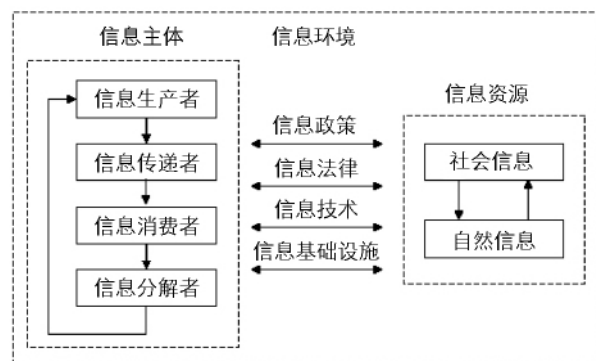 信息主体
信息环境
信息生产者
信息传递者
信息消费者
信息分解者
信息政策
信息法律
信息技术
信息基础设施
信息资源
社会信息
自然信息